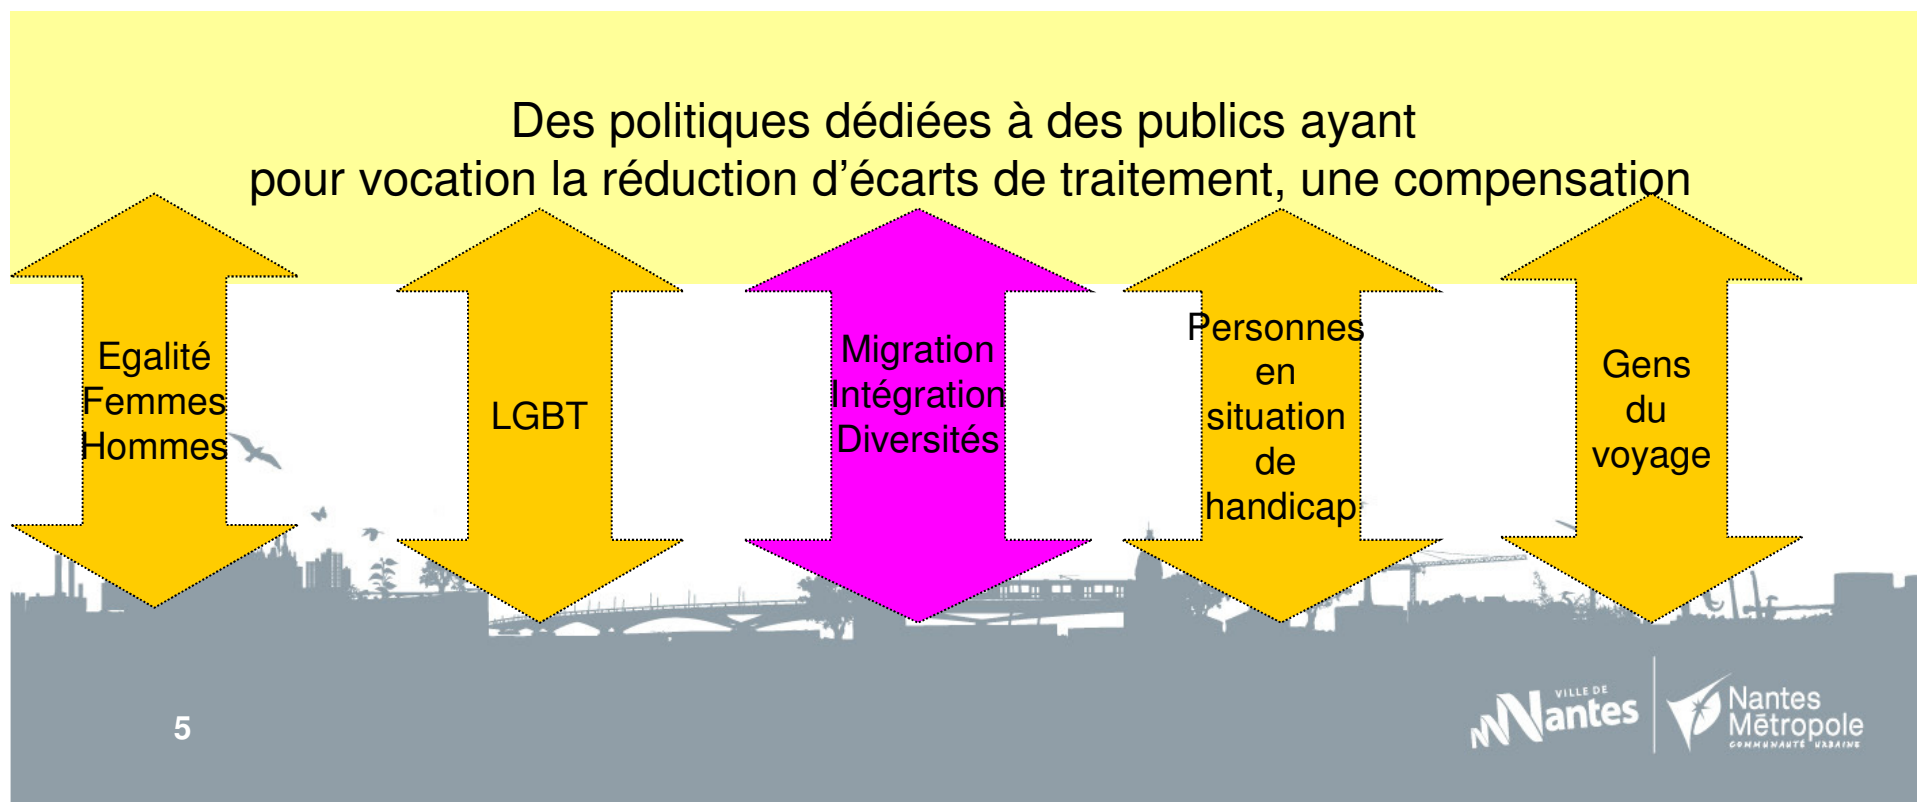 Des politiques dédiées à des publics ayant
pour vocation la réduction d'écarts de traitement, une compensation
Egalité
Femmes
Hommes
LGBT
Migration
Intégration
Diversités
Personnes
en
situation
de
handicap
Gens
du
voyage
5
VILLE DE
Nantes
Nantes
Métropole
COMMUNAUTÉ URBAINE